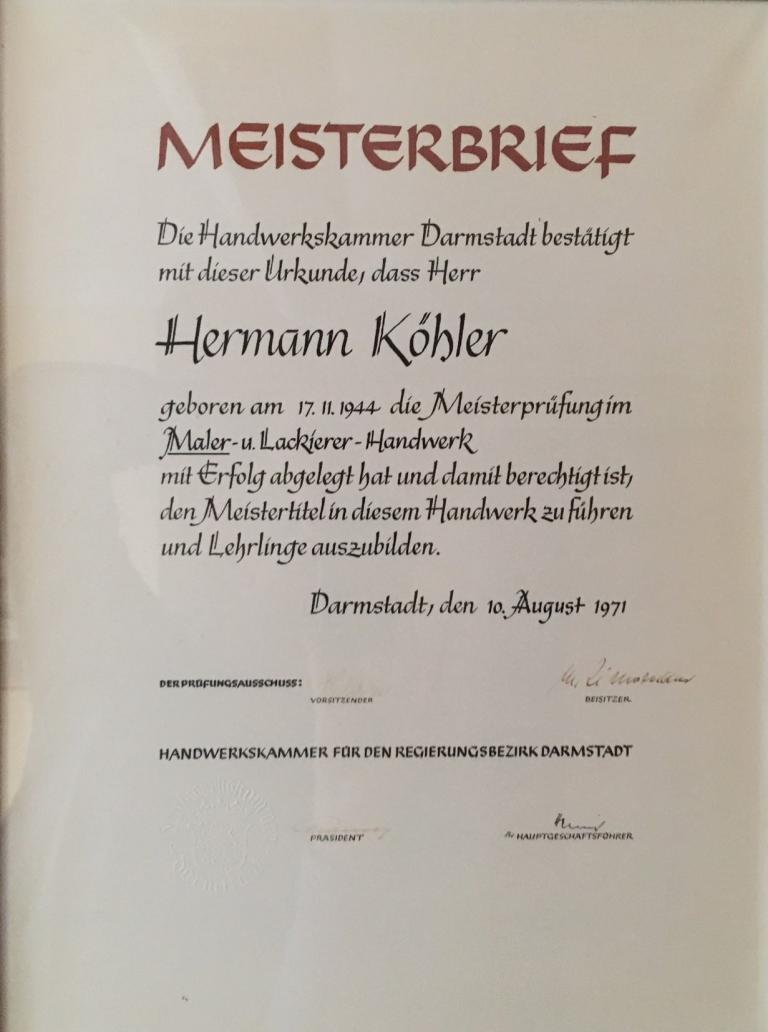 MEISTERBRIEF
Die Handwerkskammer Darmstadt bestätigt
mit dieser Urkunde, dass Herr
Hermann Köhler
geboren am 17. 11. 1944 die Meisterprüfung im
Maler- u. Lackierer-Handwerk
mit Erfolg abgelegt hat und damit berechtigt ist,
den Meistertitel in diesem Handwerk zu führen
und Lehrlinge auszubilden.
Darmstadt, den 10. August 1971
DER PRÜFUNGSAUSSCHUSS:
VORSITZENDER
BEISITZER
HANDWERKSKAMMER FÜR DEN REGIERUNGSBEZIRK DARMSTADT
PRÄSIDENT
HAUPTGESCHÄFTSFÜHRER